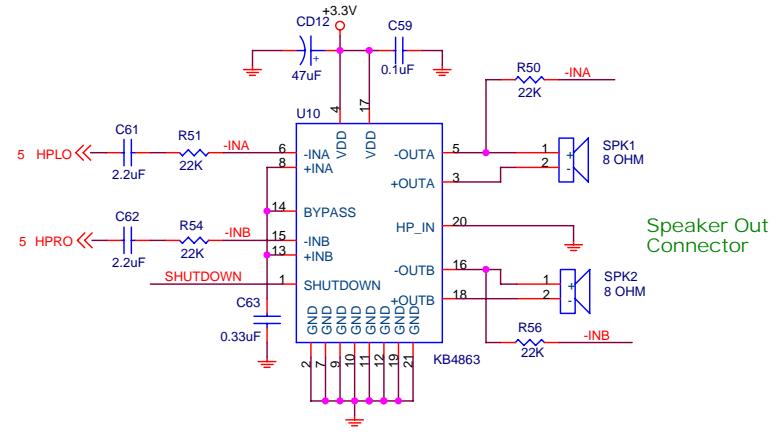 +3.3V
CD12
C59
47uF
0.1uF
R50
-INA
22K
U10
4
17
VDD
VDD
C61
R51
-INA
5 HPLO
2.2uF
22K
6
-INA
8
+INA
-OUTA
5
+OUTA
3
1
+
2
-
SPK1
8 OHM
14
BYPASS
HP_IN
20
C62
R54
-INB
5 HPRO
2.2uF
22K
15
-INB
13
+INB
Speaker Out
Connector
SHUTDOWN
1
SHUTDOWN
-OUTB
16
+OUTB
18
1
+
2
-
SPK2
8 OHM
C63
0.33uF
GND
GND
GND
GND
GND
GND
GND
GND
2
7
9
10
11
12
19
21
KB4863
R56
-INB
22K